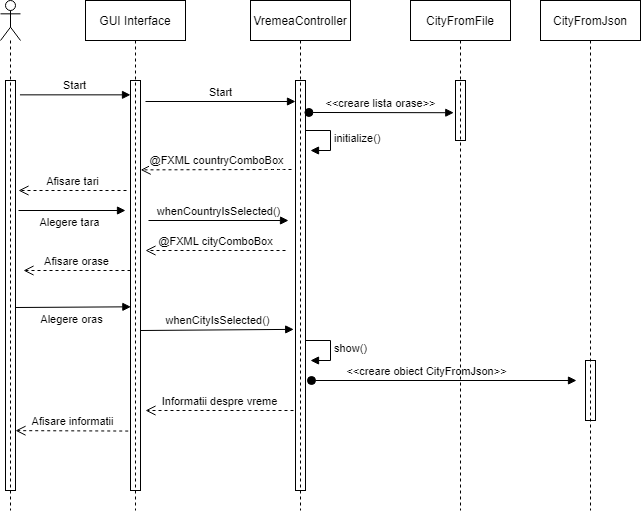 GUI Interface
VremeaController
CityFromFile
CityFromJson
Start
Start
<<creare lista orase>>
initialize()
@FXML countryComboBox
Afisare tari
Alegere tara
whenCountryIsSelected()
@FXML cityComboBox
Afisare orase
Alegere oras
whenCityIsSelected()
show()
<<creare obiect CityFromJson>>
Informatii despre vreme
Afisare informatii